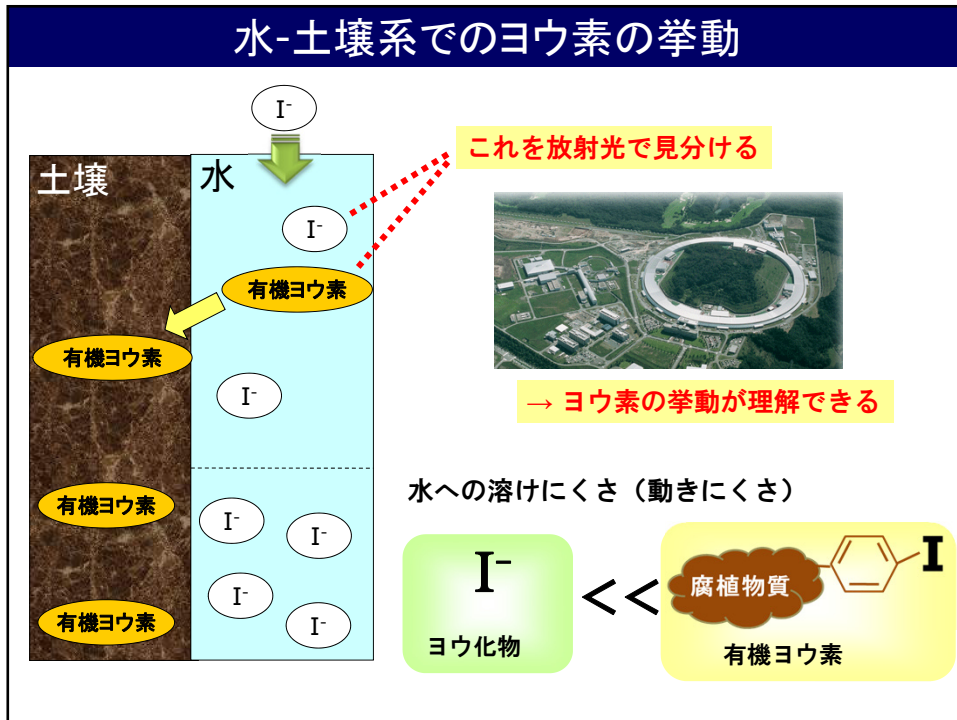 水-土壌系でのヨウ素の挙動
I⁻
これを放射光で見分ける
土壌
水
I⁻
有機ヨウ素
有機ヨウ素
I⁻
→ ヨウ素の挙動が理解できる
水への溶けにくさ（動きにくさ）
有機ヨウ素
I⁻
I⁻
I⁻
I⁻
有機ヨウ素
I⁻
ヨウ化物
<<
腐植物質
I
有機ヨウ素